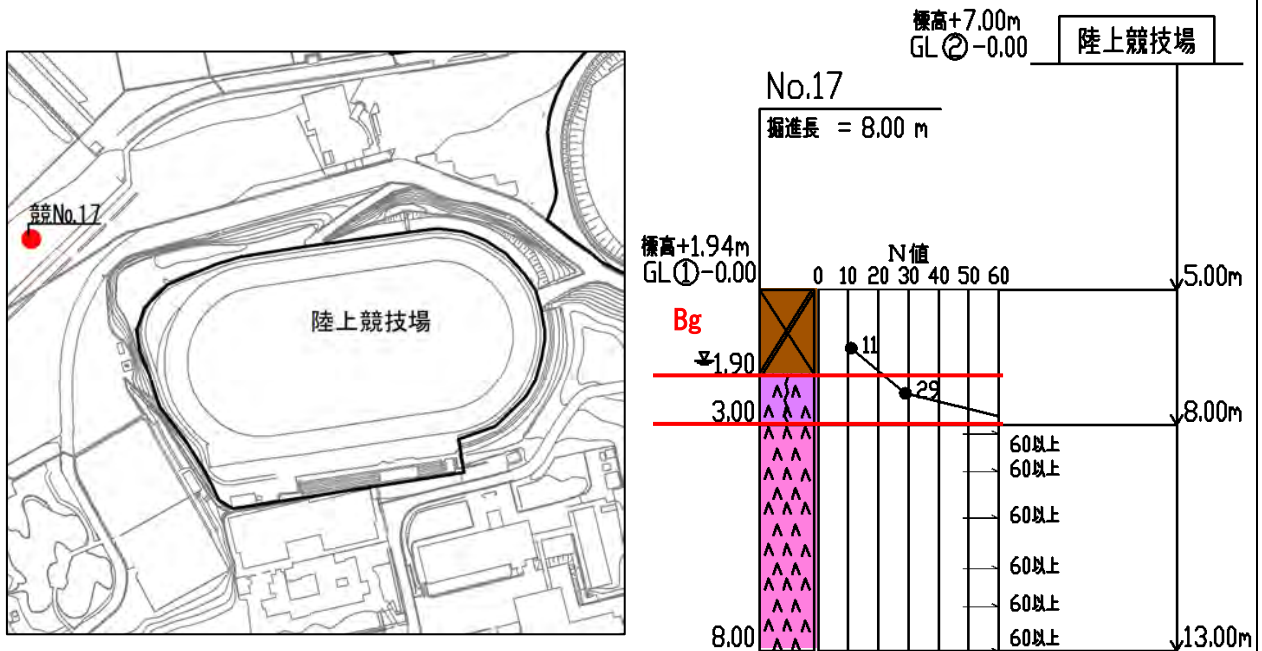 競No.17
陸上競技場
標高+7.00m
GL②-0.00
陸上競技場
No.17
掘進長 = 8.00 m
標高+1.94m
GL①-0.00
N値
0 10 20 30 40 50 60
5.00m
Bg
11
1.90
29
3.00
8.00m
60以上
60以上
60以上
60以上
60以上
60以上
8.00
13.00m